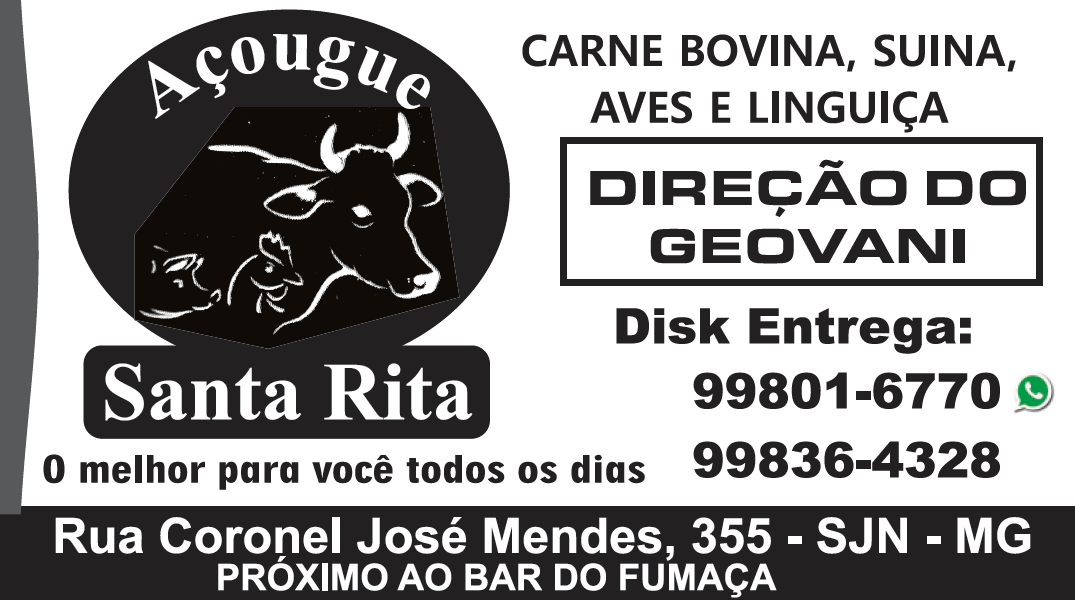 Açougue
Santa Rita
O melhor para você todos os dias
CARNE BOVINA, SUINA,
AVES E LINGUIÇA
DIREÇÃO DO
GEOVANI
Disk Entrega:
99801-6770
99836-4328
Rua Coronel José Mendes, 355 - SJN - MG
PRÓXIMO AO BAR DO FUMAÇA